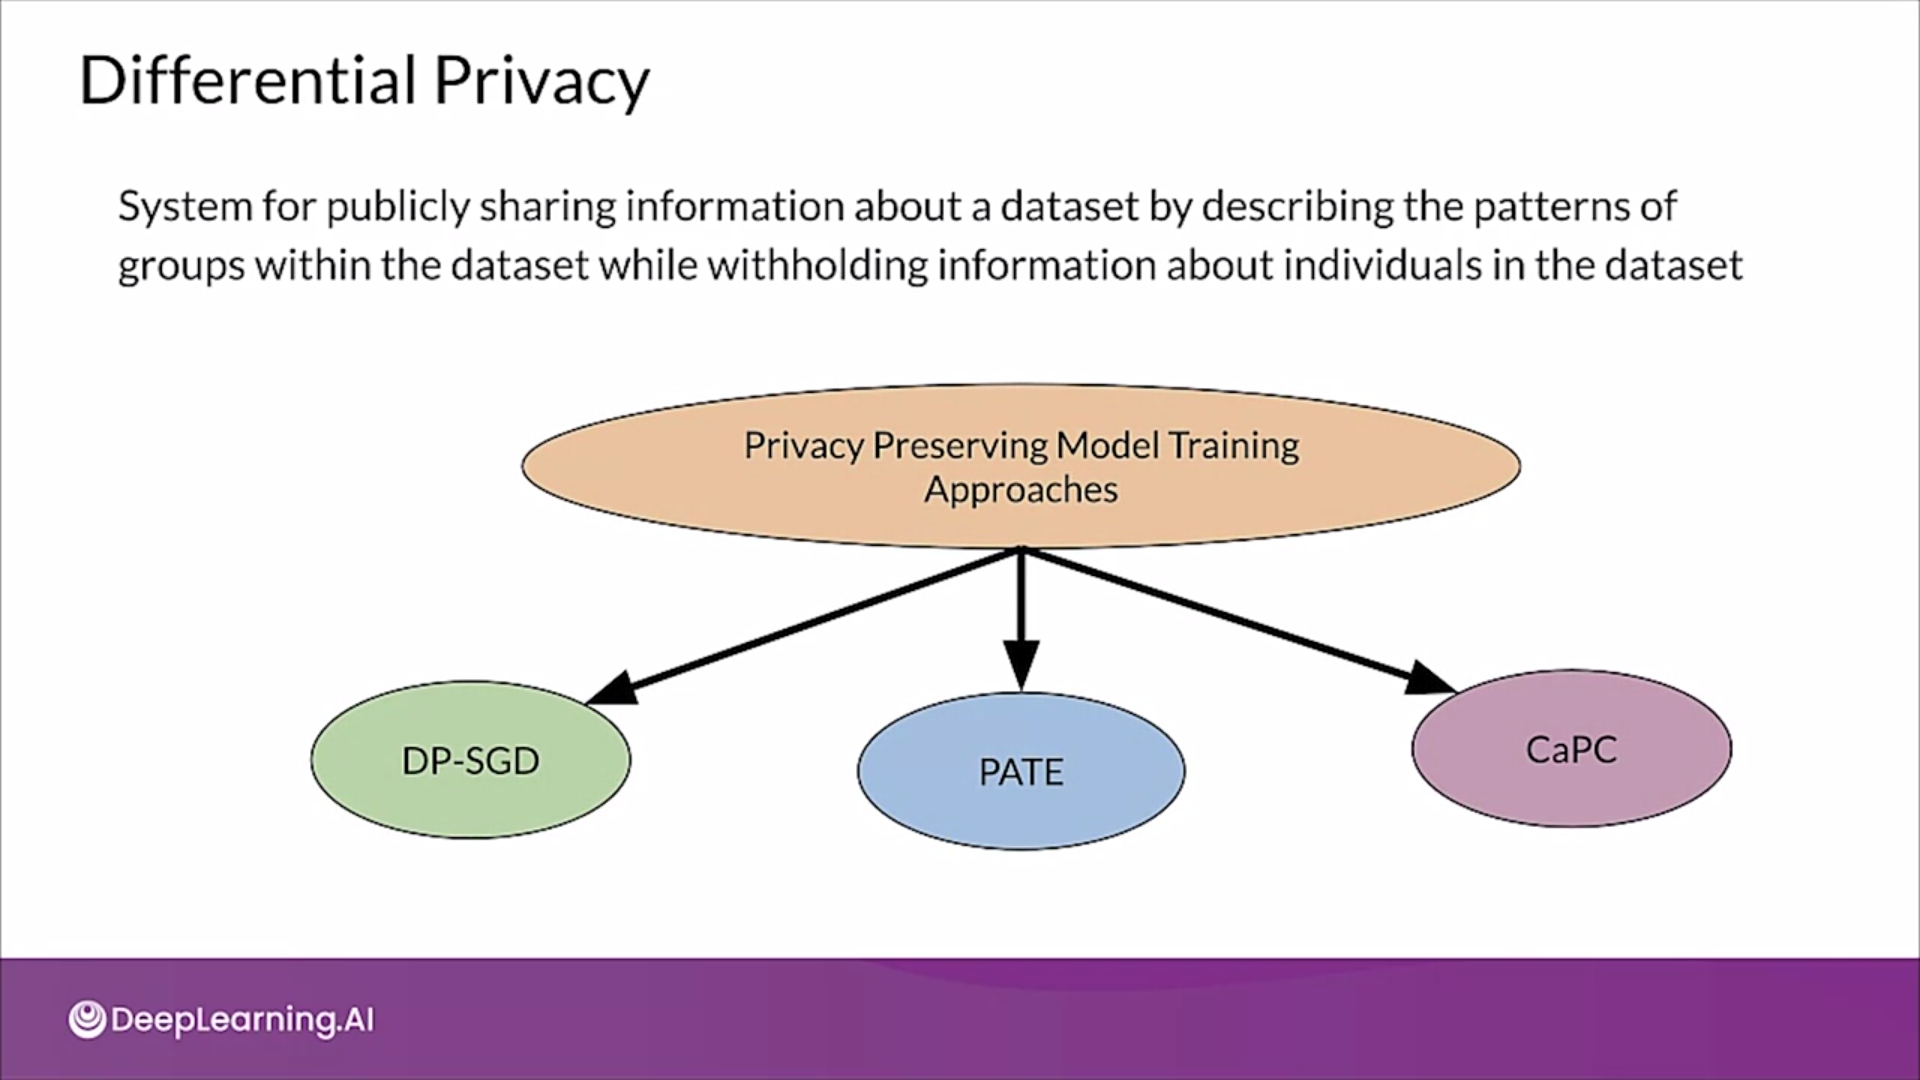 Differential Privacy
System for publicly sharing information about a dataset by describing the patterns of
groups within the dataset while withholding information about individuals in the dataset
Privacy Preserving Model Training
Approaches
DP-SGD
PATE
CaPC
DeepLearning.AI